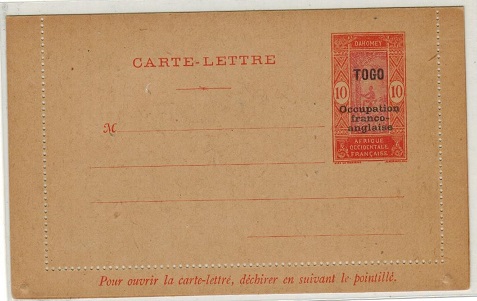 CARTE-LETTRE
DAHOMEY
TOGO
10 10
Occupation
franco-
anglaise
AFRIQUE
OCCIDENTALE
FRANÇAISE
M
Pour ouvrir la carte-lettre, déchirer en suivant le pointillé.